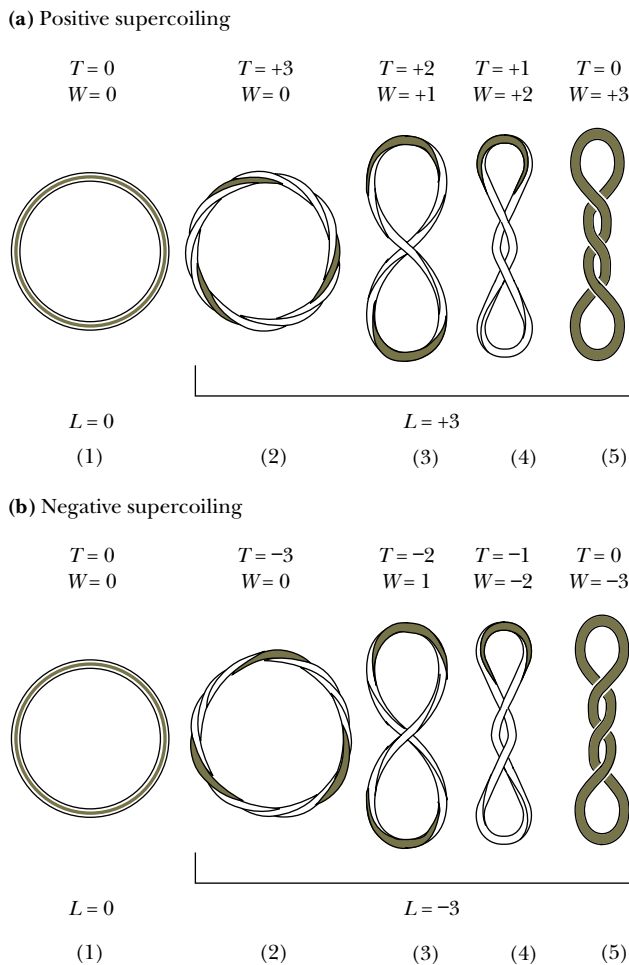 (a) Positive supercoiling
T = 0 T = +3 T = +2 T = +1 T = 0
W = 0 W = 0 W = +1 W = +2 W = +3
L = 0 L = +3
(1) (2) (3) (4) (5)
(b) Negative supercoiling
T = 0 T = −3 T = −2 T = −1 T = 0
W = 0 W = 0 W = 1 W = −2 W = −3
L = 0 L = −3
(1) (2) (3) (4) (5)